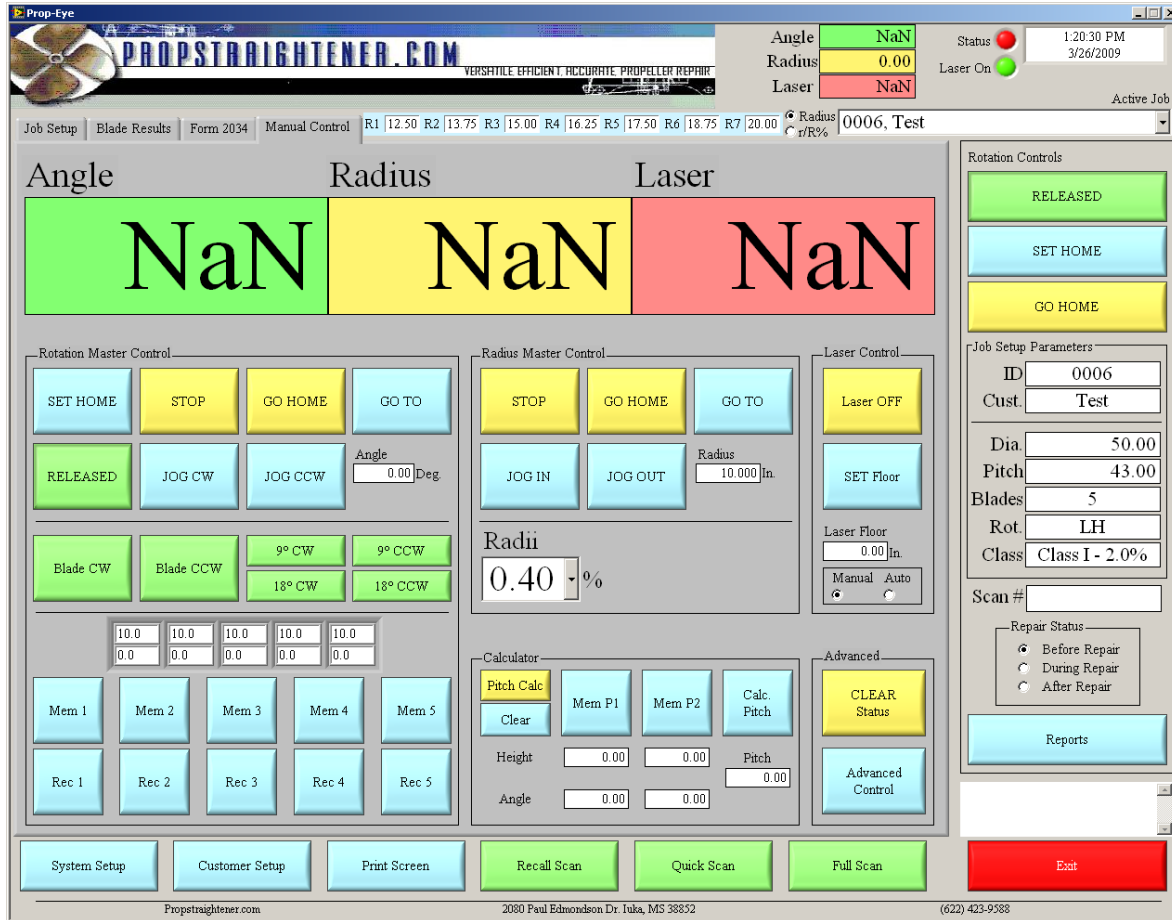 Prop-Eye
PROPSTRAIGHTENER.COM
VERSITILE, EFFICIENT, ACCURATE, PROPELLER REPAIR
Angle NaN
Radius 0.00
Laser NaN
Status
Laser On
1:20:30 PM
3/26/2009
Active Job
Job Setup Blade Results Form 2034 Manual Control
R1 12.50 R2 13.75 R3 15.00 R4 16.25 R5 17.50 R6 18.75 R7 20.00
Radius
r/R%
0006, Test
Angle Radius Laser
NaN NaN NaN
Rotation Master Control
SET HOME STOP GO HOME GO TO
RELEASED JOG CW JOG CCW
Angle
0.00 Deg.
Blade CW Blade CCW
9° CW 9° CCW
18° CW 18° CCW
10.0 10.0 10.0 10.0 10.0
0.0 0.0 0.0 0.0 0.0
Mem 1 Mem 2 Mem 3 Mem 4 Mem 5
Rec 1 Rec 2 Rec 3 Rec 4 Rec 5
Radius Master Control
STOP GO HOME GO TO
JOG IN JOG OUT
Radius
10.000 In.
Radii
0.40 %
Calculator
Pitch Calc
Clear
Mem P1 Mem P2
Calc.
Pitch
Height 0.00 0.00
Pitch
0.00
Angle 0.00 0.00
Laser Control
Laser OFF
SET Floor
Laser Floor
0.00 In.
Manual Auto
Advanced
CLEAR
Status
Advanced
Control
Rotation Controls
RELEASED
SET HOME
GO HOME
Job Setup Parameters
ID 0006
Cust. Test
Dia. 50.00
Pitch 43.00
Blades 5
Rot. LH
Class Class I - 2.0%
Scan #
Repair Status
Before Repair
During Repair
After Repair
Reports
System Setup Customer Setup Print Screen Recall Scan Quick Scan Full Scan Exit
Propstraightener.com 2080 Paul Edmondson Dr. Iuka, MS 38852 (622) 423-9588